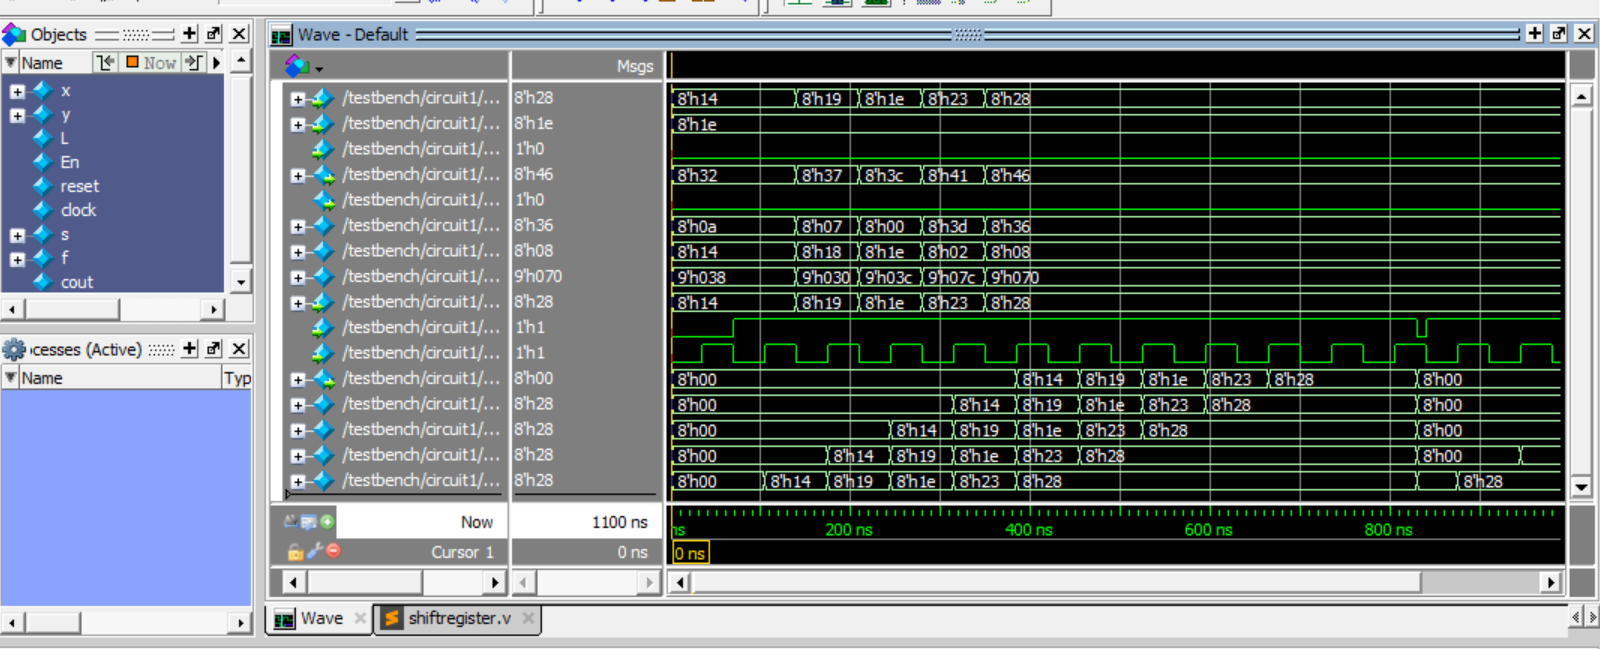 Objects
Name
Now
x
y
L
En
reset
clock
s
f
cout
ocesses (Active)
Name
Typ
Wave - Default
Msgs
/testbench/circuit1/... 8'h28 8'h14 8'h19 8'h1e 8'h23 8'h28
/testbench/circuit1/... 8'h1e 8'h1e
/testbench/circuit1/... 1'h0
/testbench/circuit1/... 8'h46 8'h32 8'h37 8'h3c 8'h41 8'h46
/testbench/circuit1/... 1'h0
/testbench/circuit1/... 8'h36 8'h0a 8'h07 8'h00 8'h3d 8'h36
/testbench/circuit1/... 8'h08 8'h14 8'h18 8'h1e 8'h02 8'h08
/testbench/circuit1/... 9'h070 9'h038 9'h030 9'h03c 9'h07c 9'h070
/testbench/circuit1/... 8'h28 8'h14 8'h19 8'h1e 8'h23 8'h28
/testbench/circuit1/... 1'h1
/testbench/circuit1/... 1'h1
/testbench/circuit1/... 8'h00 8'h00 8'h14 8'h19 8'h1e 8'h23 8'h28 8'h00
/testbench/circuit1/... 8'h28 8'h00 8'h14 8'h19 8'h1e 8'h23 8'h28 8'h00
/testbench/circuit1/... 8'h28 8'h00 8'h14 8'h19 8'h1e 8'h23 8'h28 8'h00
/testbench/circuit1/... 8'h28 8'h00 8'h14 8'h19 8'h1e 8'h23 8'h28 8'h00
/testbench/circuit1/... 8'h28 8'h00 8'h14 8'h19 8'h1e 8'h23 8'h28 8'h28
Now 1100 ns ns 200 ns 400 ns 600 ns 800 ns
Cursor 1 0 ns 0 ns
Wave
shiftregister.v